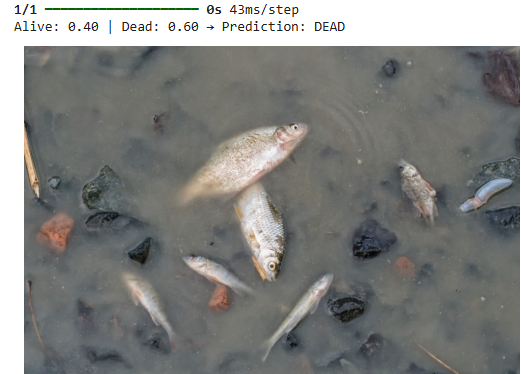 1/1 ━━━━━━━━━━━━━━━━━━━━ 0s 43ms/step
Alive: 0.40 | Dead: 0.60 → Prediction: DEAD